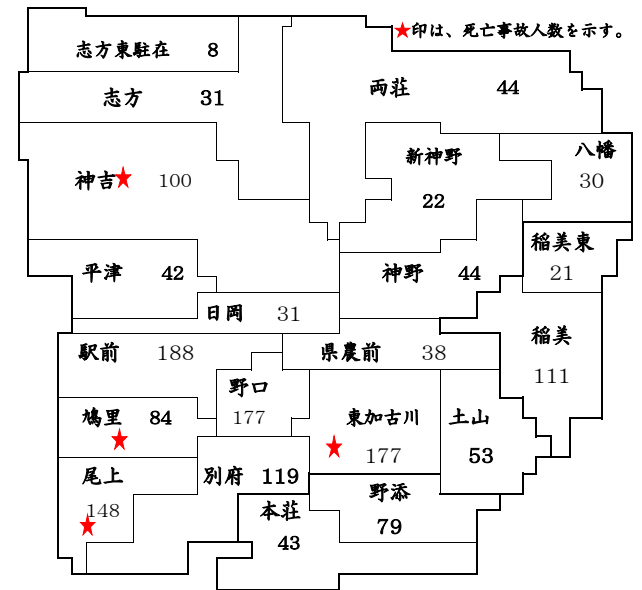 ★印は、死亡事故人数を示す。
志方東駐在 8
志方 31
両荘 44
新神野
22
八幡
30
神吉★ 100
稲美東
21
平津 42
神野 44
日岡 31
稲美
111
駅前 188
県農前 38
野口
177
鳩里 84
★
東加古川
★ 177
土山
53
尾上
148
★
別府 119
野添
79
本荘
43